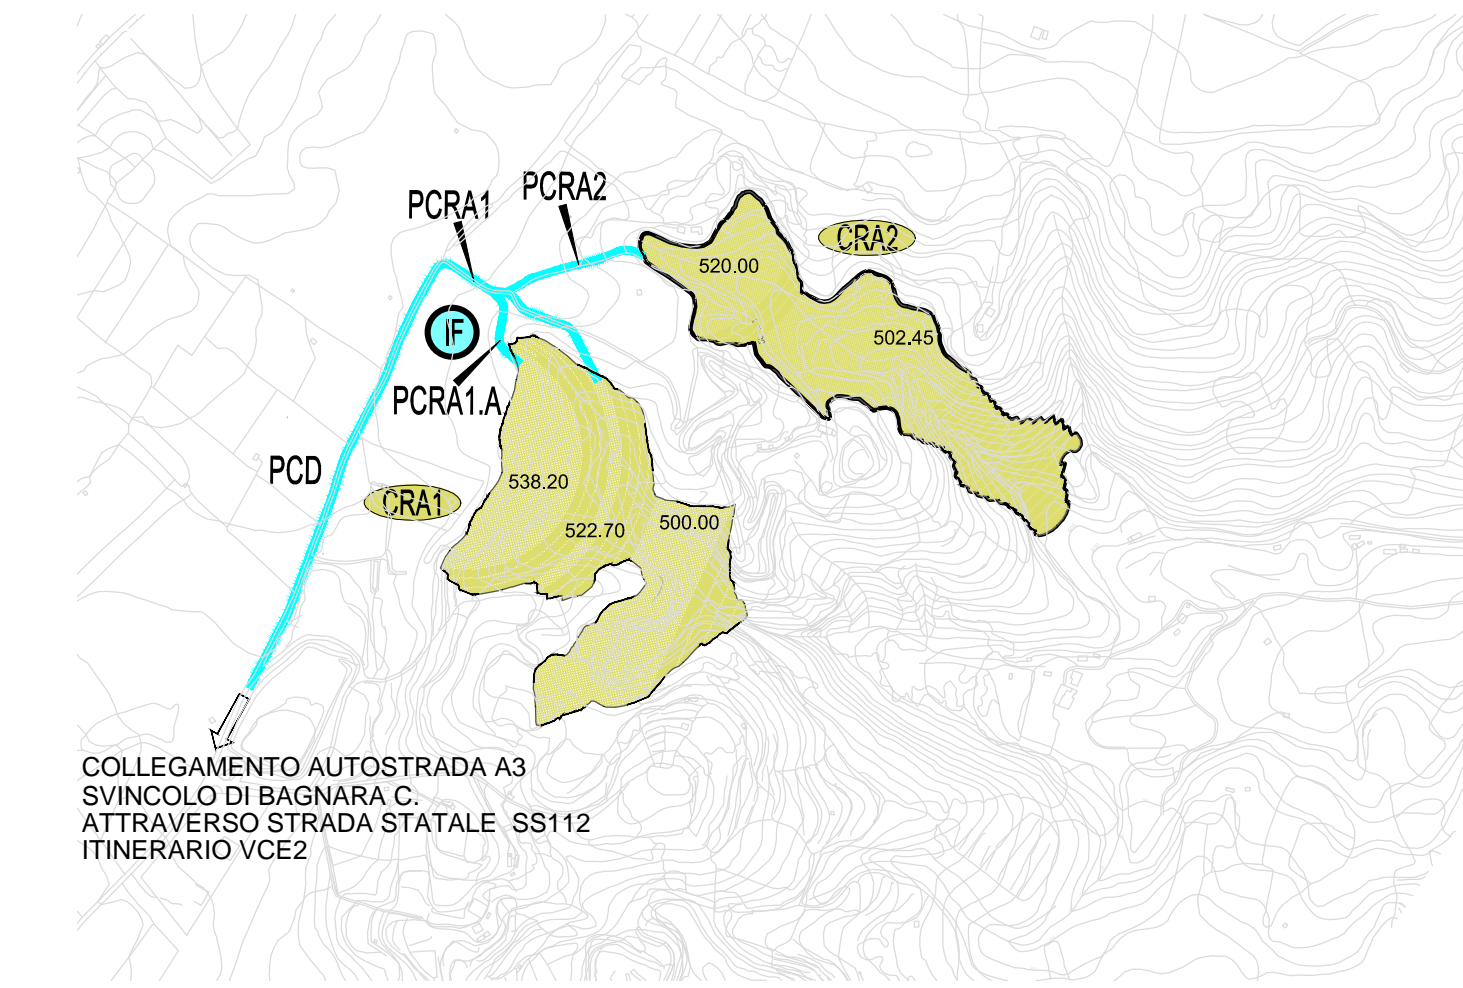 PCRA2
PCRA1
CRA2
520.00
IF
502.45
PCRA1.A
PCD
538.20
CRA1
522.70
500.00
COLLEGAMENTO AUTOSTRADA A3
SVINCOLO DI BAGNARA C.
ATTRAVERSO STRADA STATALE SS112
ITINERARIO VCE2